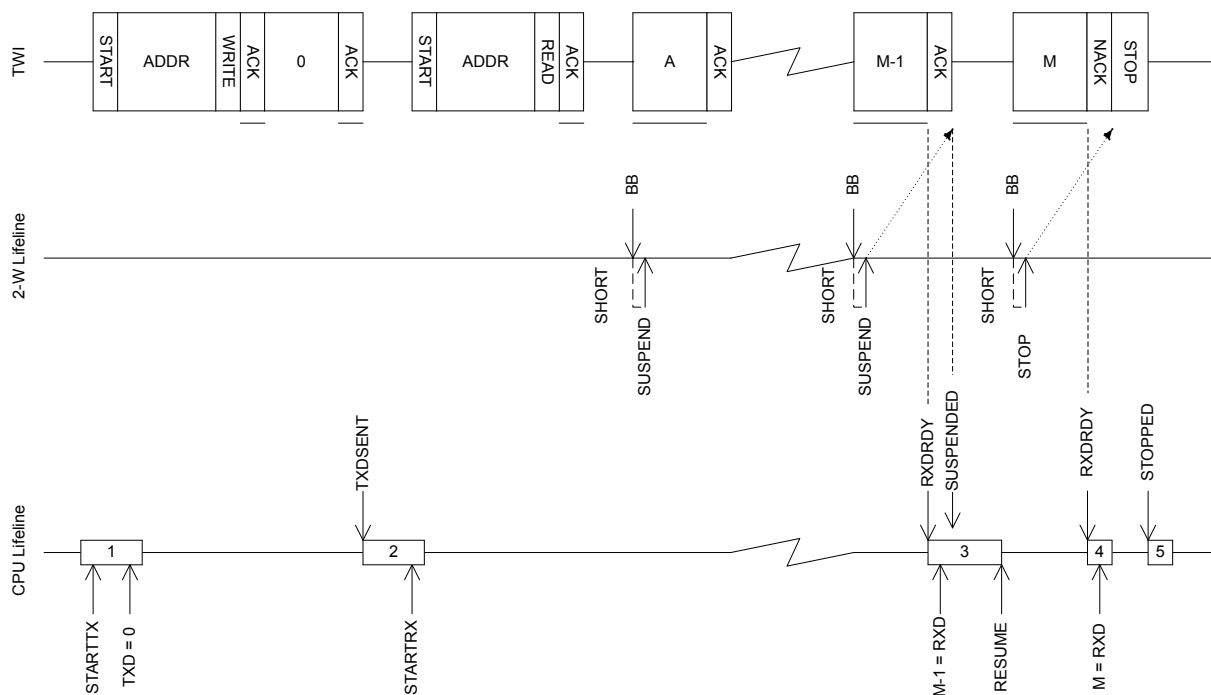 TWI
START
ADDR
WRITE
ACK
0
ACK
START
ADDR
READ
ACK
A
ACK
M-1
ACK
M
NACK
STOP
2-W Lifeline
BB
SHORT
SUSPEND
BB
SHORT
SUSPEND
BB
SHORT
STOP
CPU Lifeline
TXDSENT
RXDRDY
SUSPENDED
RXDRDY
STOPPED
1
2
3
4
5
STARTTX
TXD = 0
STARTRX
M-1 = RXD
RESUME
M = RXD